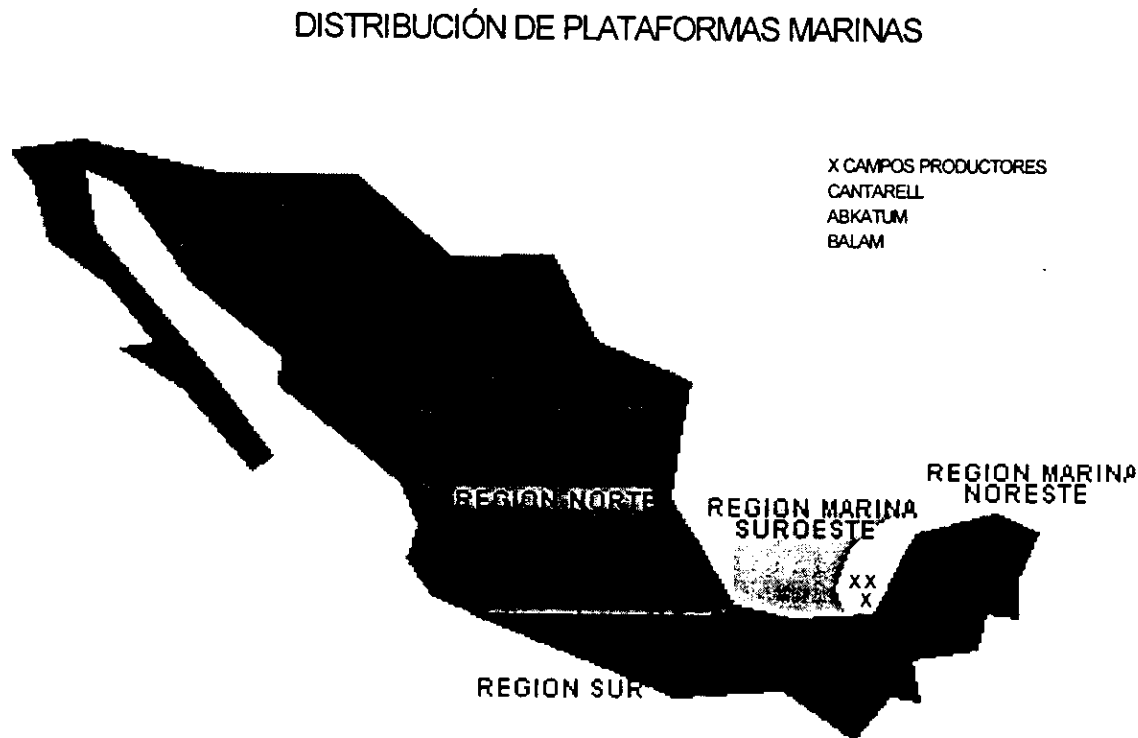 DISTRIBUCIÓN DE PLATAFORMAS MARINAS
X CAMPOS PRODUCTORES
CANTARELL
ABKATUM
BALAM
REGION NORTE
REGION MARINA
SUROESTE
REGION MARINA
NORESTE
XX
X
REGION SUR